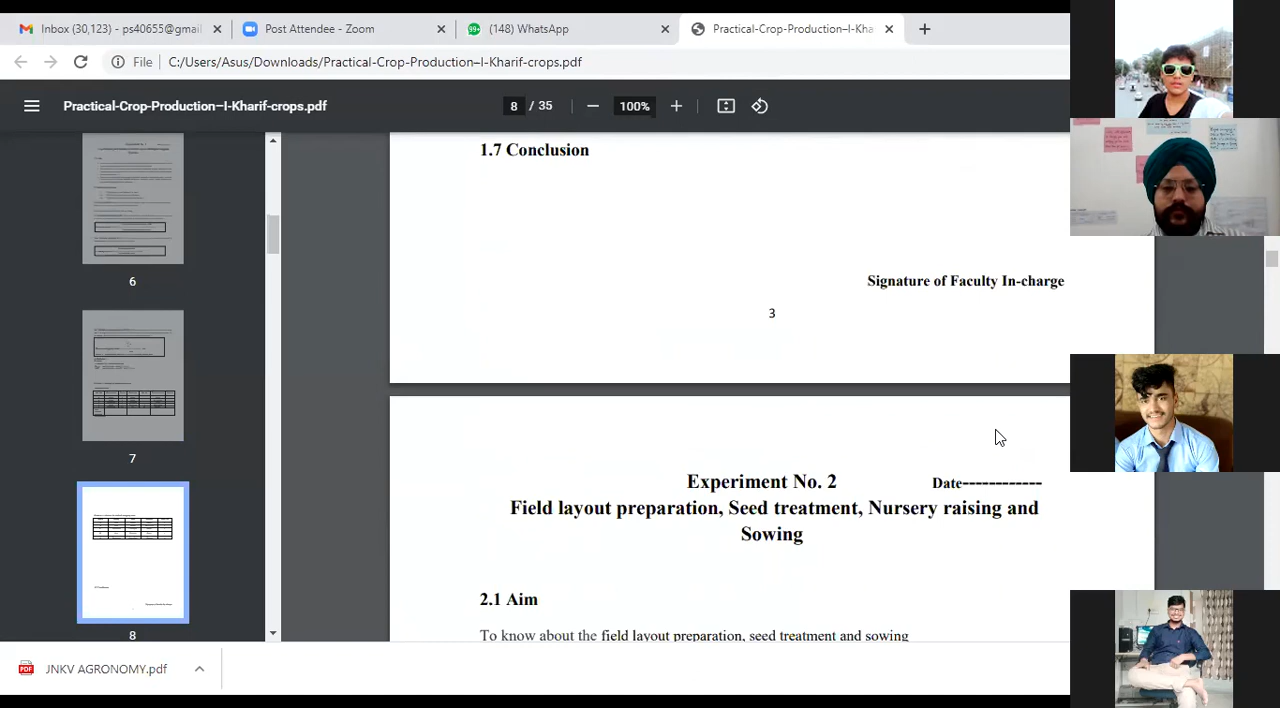 Inbox (30,123) - ps40655@gmail
Post Attendee - Zoom
99+
(148) WhatsApp
Practical-Crop-Production–I-Kha
File
C:/Users/Asus/Downloads/Practical-Crop-Production–I-Kharif-crops.pdf
Practical-Crop-Production–I-Kharif-crops.pdf
8 / 35
100%
6
7
8
1.7 Conclusion
Signature of Faculty In-charge
3
Experiment No. 2
Date------------
Field layout preparation, Seed treatment, Nursery raising and
Sowing
2.1 Aim
To know about the field layout preparation, seed treatment and sowing
PDF
JNKV AGRONOMY.pdf